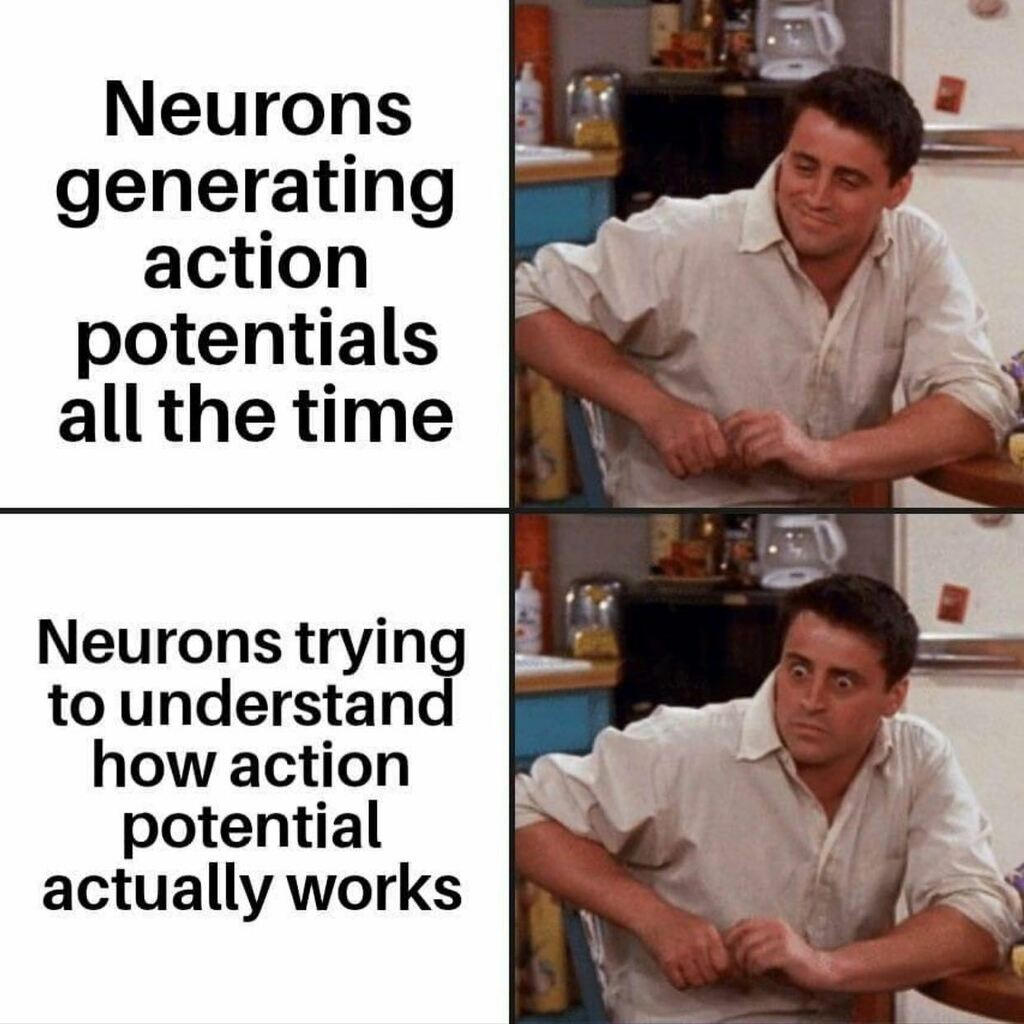 Neurons
generating
action
potentials
all the time
Neurons trying
to understand
how action
potential
actually works